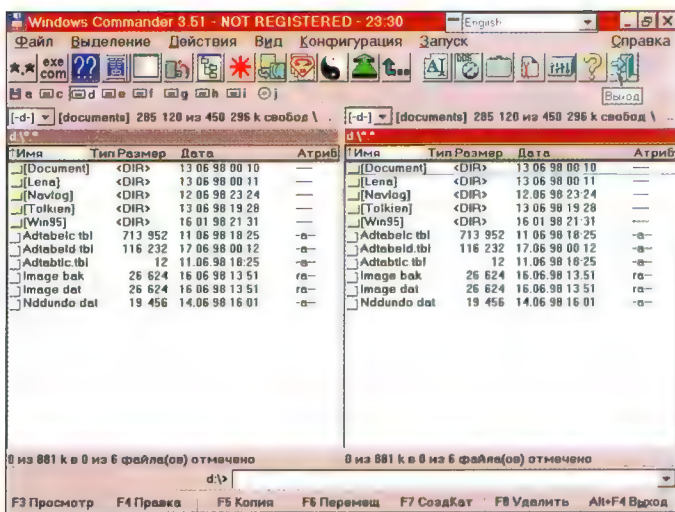 Windows Commander 3.51 - NOT REGISTERED - 23:30 English
Файл Выделение Действия Вид Конфигурация Запуск Справка
*.* exe com ??
a c d e f g h i j Выход
[-d-] [documents] 285 120 из 450 296 k свобод \ .. [-d-] [documents] 285 120 из 450 296 k свобод \ ..
d:\*.* d:\*.*
↑Имя Тип Размер Дата Атриб ↑Имя Тип Размер Дата Атриб
[Document] <DIR> 13 06 98 00 10 — [Document] <DIR> 13 06 98 00 10 —
[Lena] <DIR> 13 06 98 00 11 — [Lena] <DIR> 13 06 98 00 11 —
[Navlog] <DIR> 12 06 98 23 24 — [Navlog] <DIR> 12.06 98 23-24 —
[Tolkien] <DIR> 13 06 98 19 28 — [Tolkien] <DIR> 13 06 98 19 28 —
[Win95] <DIR> 16 01 98 21 31 — [Win95] <DIR> 16 01 98 21:31 —
Adtabelc tbl 713 952 11 06 98 18 25 -a-- Adtabelc tbl 713 952 11 06 98 18-25 -a--
Adtabeld tbl 116 232 17.06 98 00 12 -a-- Adtabeld.tbl 116 232 17.06 98 00 12 -a--
Adtabtlc.tbl 12 11.06.98 18:25 -a-- Adtabtlc tbl 12 11.06.98 18-25 -a--
Image bak 26 624 16 06 98 13 51 ra-- Image bak 26 624 16.06 98 13.51 ra--
Image dat 26 624 16 06 98 13 51 ra-- Image dat 26 624 16.06.98 13 51 ra--
Nddundo dat 19 456 14.06 98 16 01 -a-- Nddundo dat 19 456 14.06 98 16 01 -a--
0 из 881 k в 0 из 6 файла(ов) отмечено 0 из 881 k в 0 из 6 файла(ов) отмечено
d:\>
F3 Просмотр F4 Правка F5 Копия F6 Перемещ F7 СоздКат F8 Удалить Alt+F4 Выход